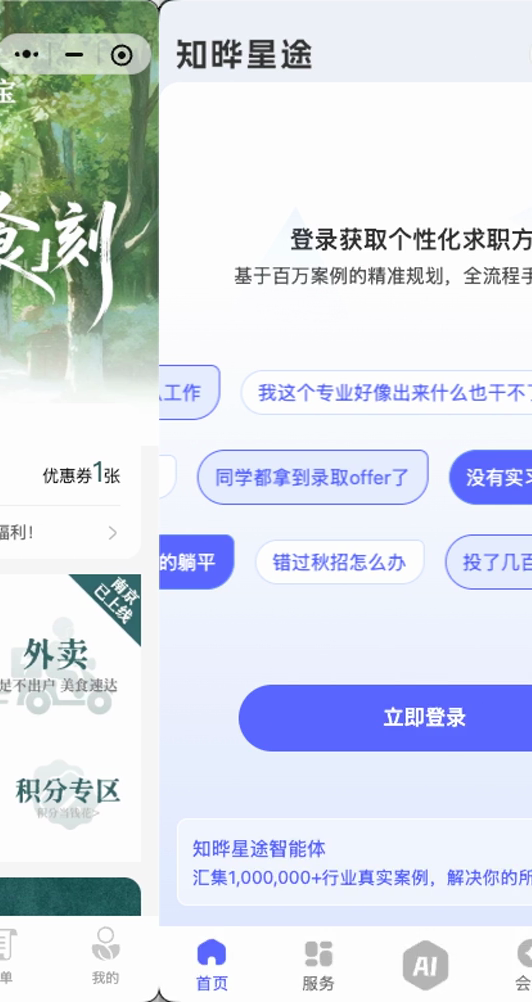 宝
食」刻
优惠券1张
福利！
南京
已上线
外卖
足不出户 美食速达
积分专区
积分当钱花>
单
我的
知晔星途
登录获取个性化求职方
基于百万案例的精准规划，全流程手
工作
我这个专业好像出来什么也干不了
同学都拿到录取offer了
没有实习
的躺平
错过秋招怎么办
投了几百
立即登录
知晔星途智能体
汇集1,000,000+行业真实案例，解决你的所
首页
服务
AI
会